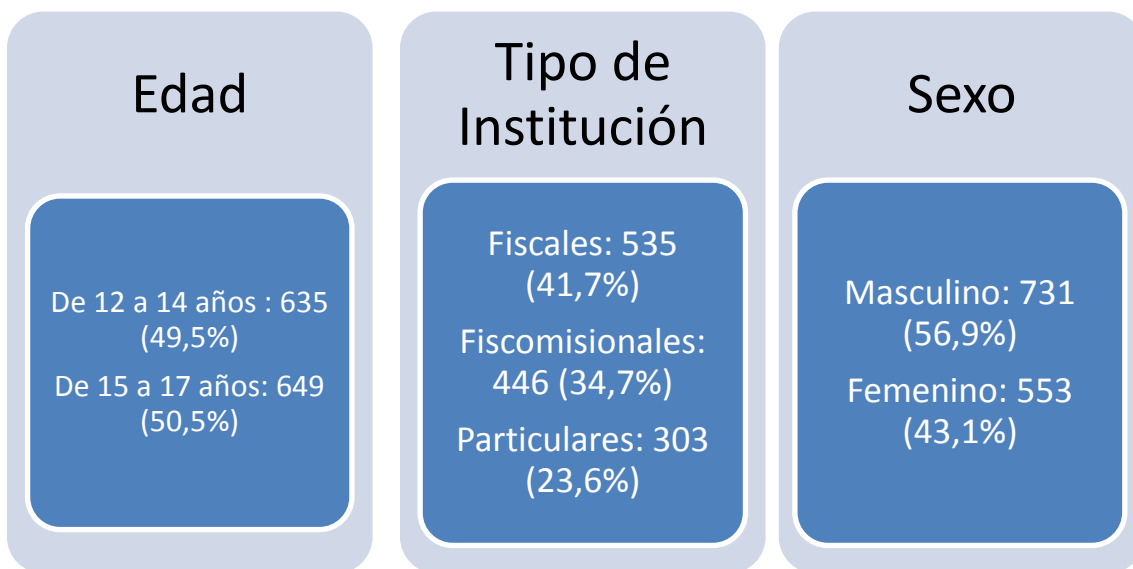 Edad
De 12 a 14 años : 635
(49,5%)
De 15 a 17 años: 649
(50,5%)
Tipo de
Institución
Fiscales: 535
(41,7%)
Fiscomisionales:
446 (34,7%)
Particulares: 303
(23,6%)
Sexo
Masculino: 731
(56,9%)
Femenino: 553
(43,1%)